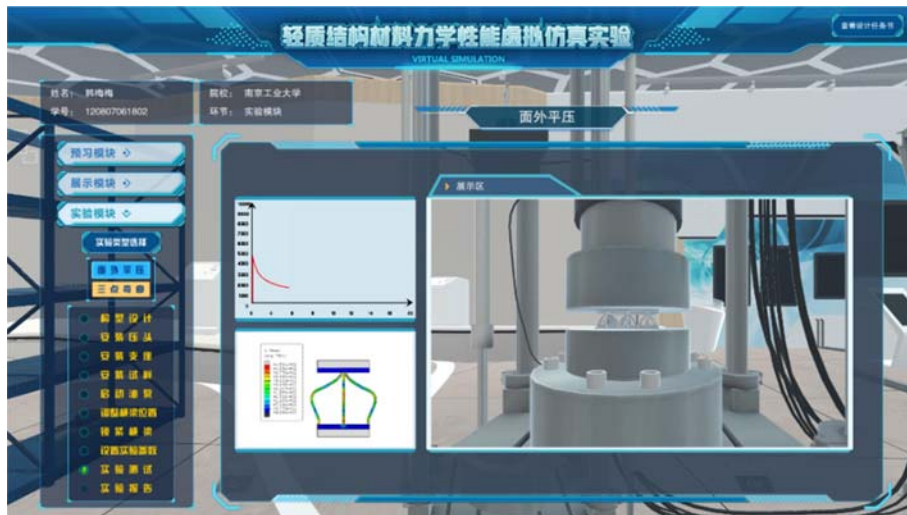 轻质结构材料力学性能虚拟仿真实验
VIRTUAL SIMULATION
查看设计任务书
姓名： 韩梅梅
院校： 南京工业大学
学号： 120807061802
环节： 实验模块
面外平压
预习模块
展示模块
实验模块
实验类型选择
面外平压
三点弯曲
构型设计
安装压头
安装支座
安装试样
启动油泵
调整横梁位置
锁紧横梁
设置实验参数
实验测试
实验报告
展示区